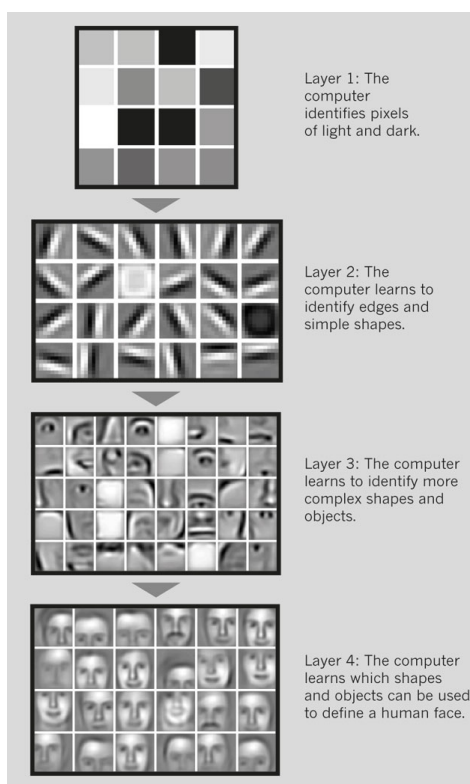 Layer 1: The
computer
identifies pixels
of light and dark.
Layer 2: The
computer learns to
identify edges and
simple shapes.
Layer 3: The computer
learns to identify more
complex shapes and
objects.
Layer 4: The computer
learns which shapes
and objects can be used
to define a human face.